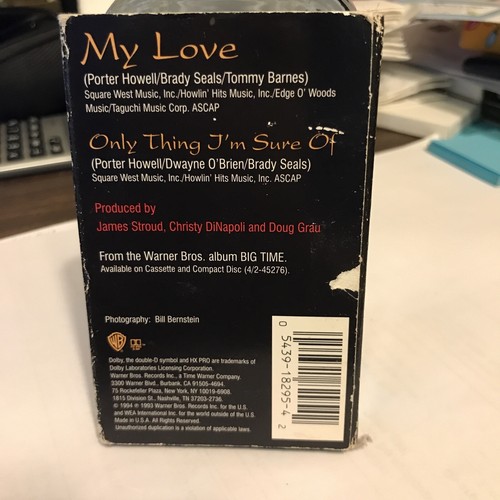 My Love
(Porter Howell/Brady Seals/Tommy Barnes)
Square West Music, Inc./Howlin' Hits Music, Inc./Edge O' Woods
Music/Taguchi Music Corp. ASCAP
Only Thing I'm Sure Of
(Porter Howell/Dwayne O'Brien/Brady Seals)
Square West Music, Inc./Howlin' Hits Music, Inc. ASCAP
Produced by
James Stroud, Christy DiNapoli and Doug Grau
From the Warner Bros. album BIG TIME.
Available on Cassette and Compact Disc (4/2-45276).
Photography: Bill Bernstein
Dolby, the double-D symbol and HX PRO are trademarks of
Dolby Laboratories Licensing Corporation.
Warner Bros. Records Inc., a Time Warner Company.
3300 Warner Blvd., Burbank, CA 91505-4694.
75 Rockefeller Plaza, New York, NY 10019-6908.
1815 Division St., Nashville, TN 37203-2736.
© 1994 ℗ 1993 Warner Bros. Records Inc. for the U.S.
and WEA International Inc. for the world outside of the U.S.
Made in U.S.A. All Rights Reserved.
Unauthorized duplication is a violation of applicable laws.
0 5439-18295-4 2